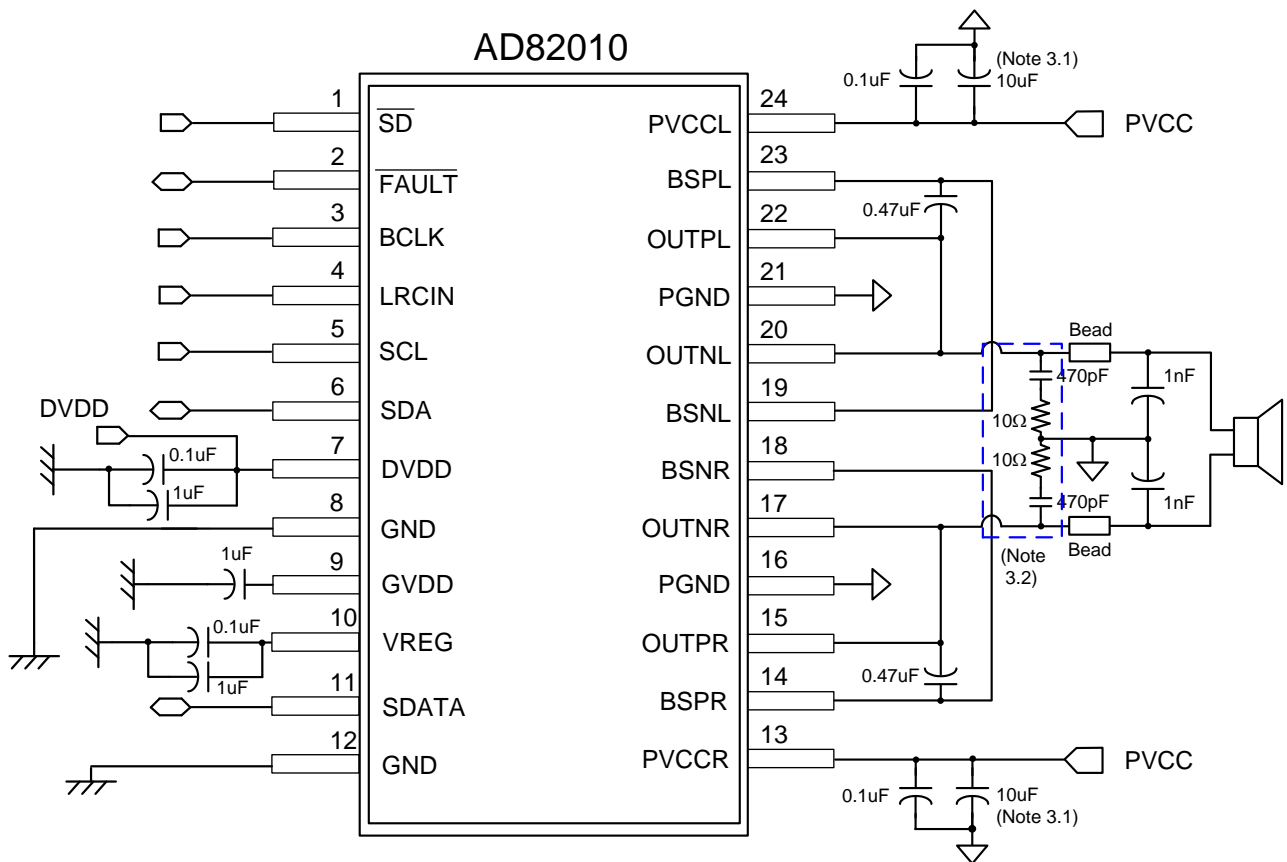 AD82010
1
SD
2
FAULT
3
BCLK
4
LRCIN
5
SCL
6
SDA
DVDD
0.1uF
1uF
7
DVDD
8
GND
1uF
9
GVDD
0.1uF
1uF
10
VREG
11
SDATA
12
GND
0.1uF
(Note 3.1)
10uF
24
PVCCL
PVCC
23
BSPL
0.47uF
22
OUTPL
21
PGND
20
OUTNL
Bead
470pF
1nF
19
BSNL
10Ω
10Ω
18
BSNR
470pF
1nF
17
OUTNR
Bead
(Note
3.2)
16
PGND
15
OUTPR
0.47uF
14
BSPR
13
PVCCR
PVCC
0.1uF
10uF
(Note 3.1)